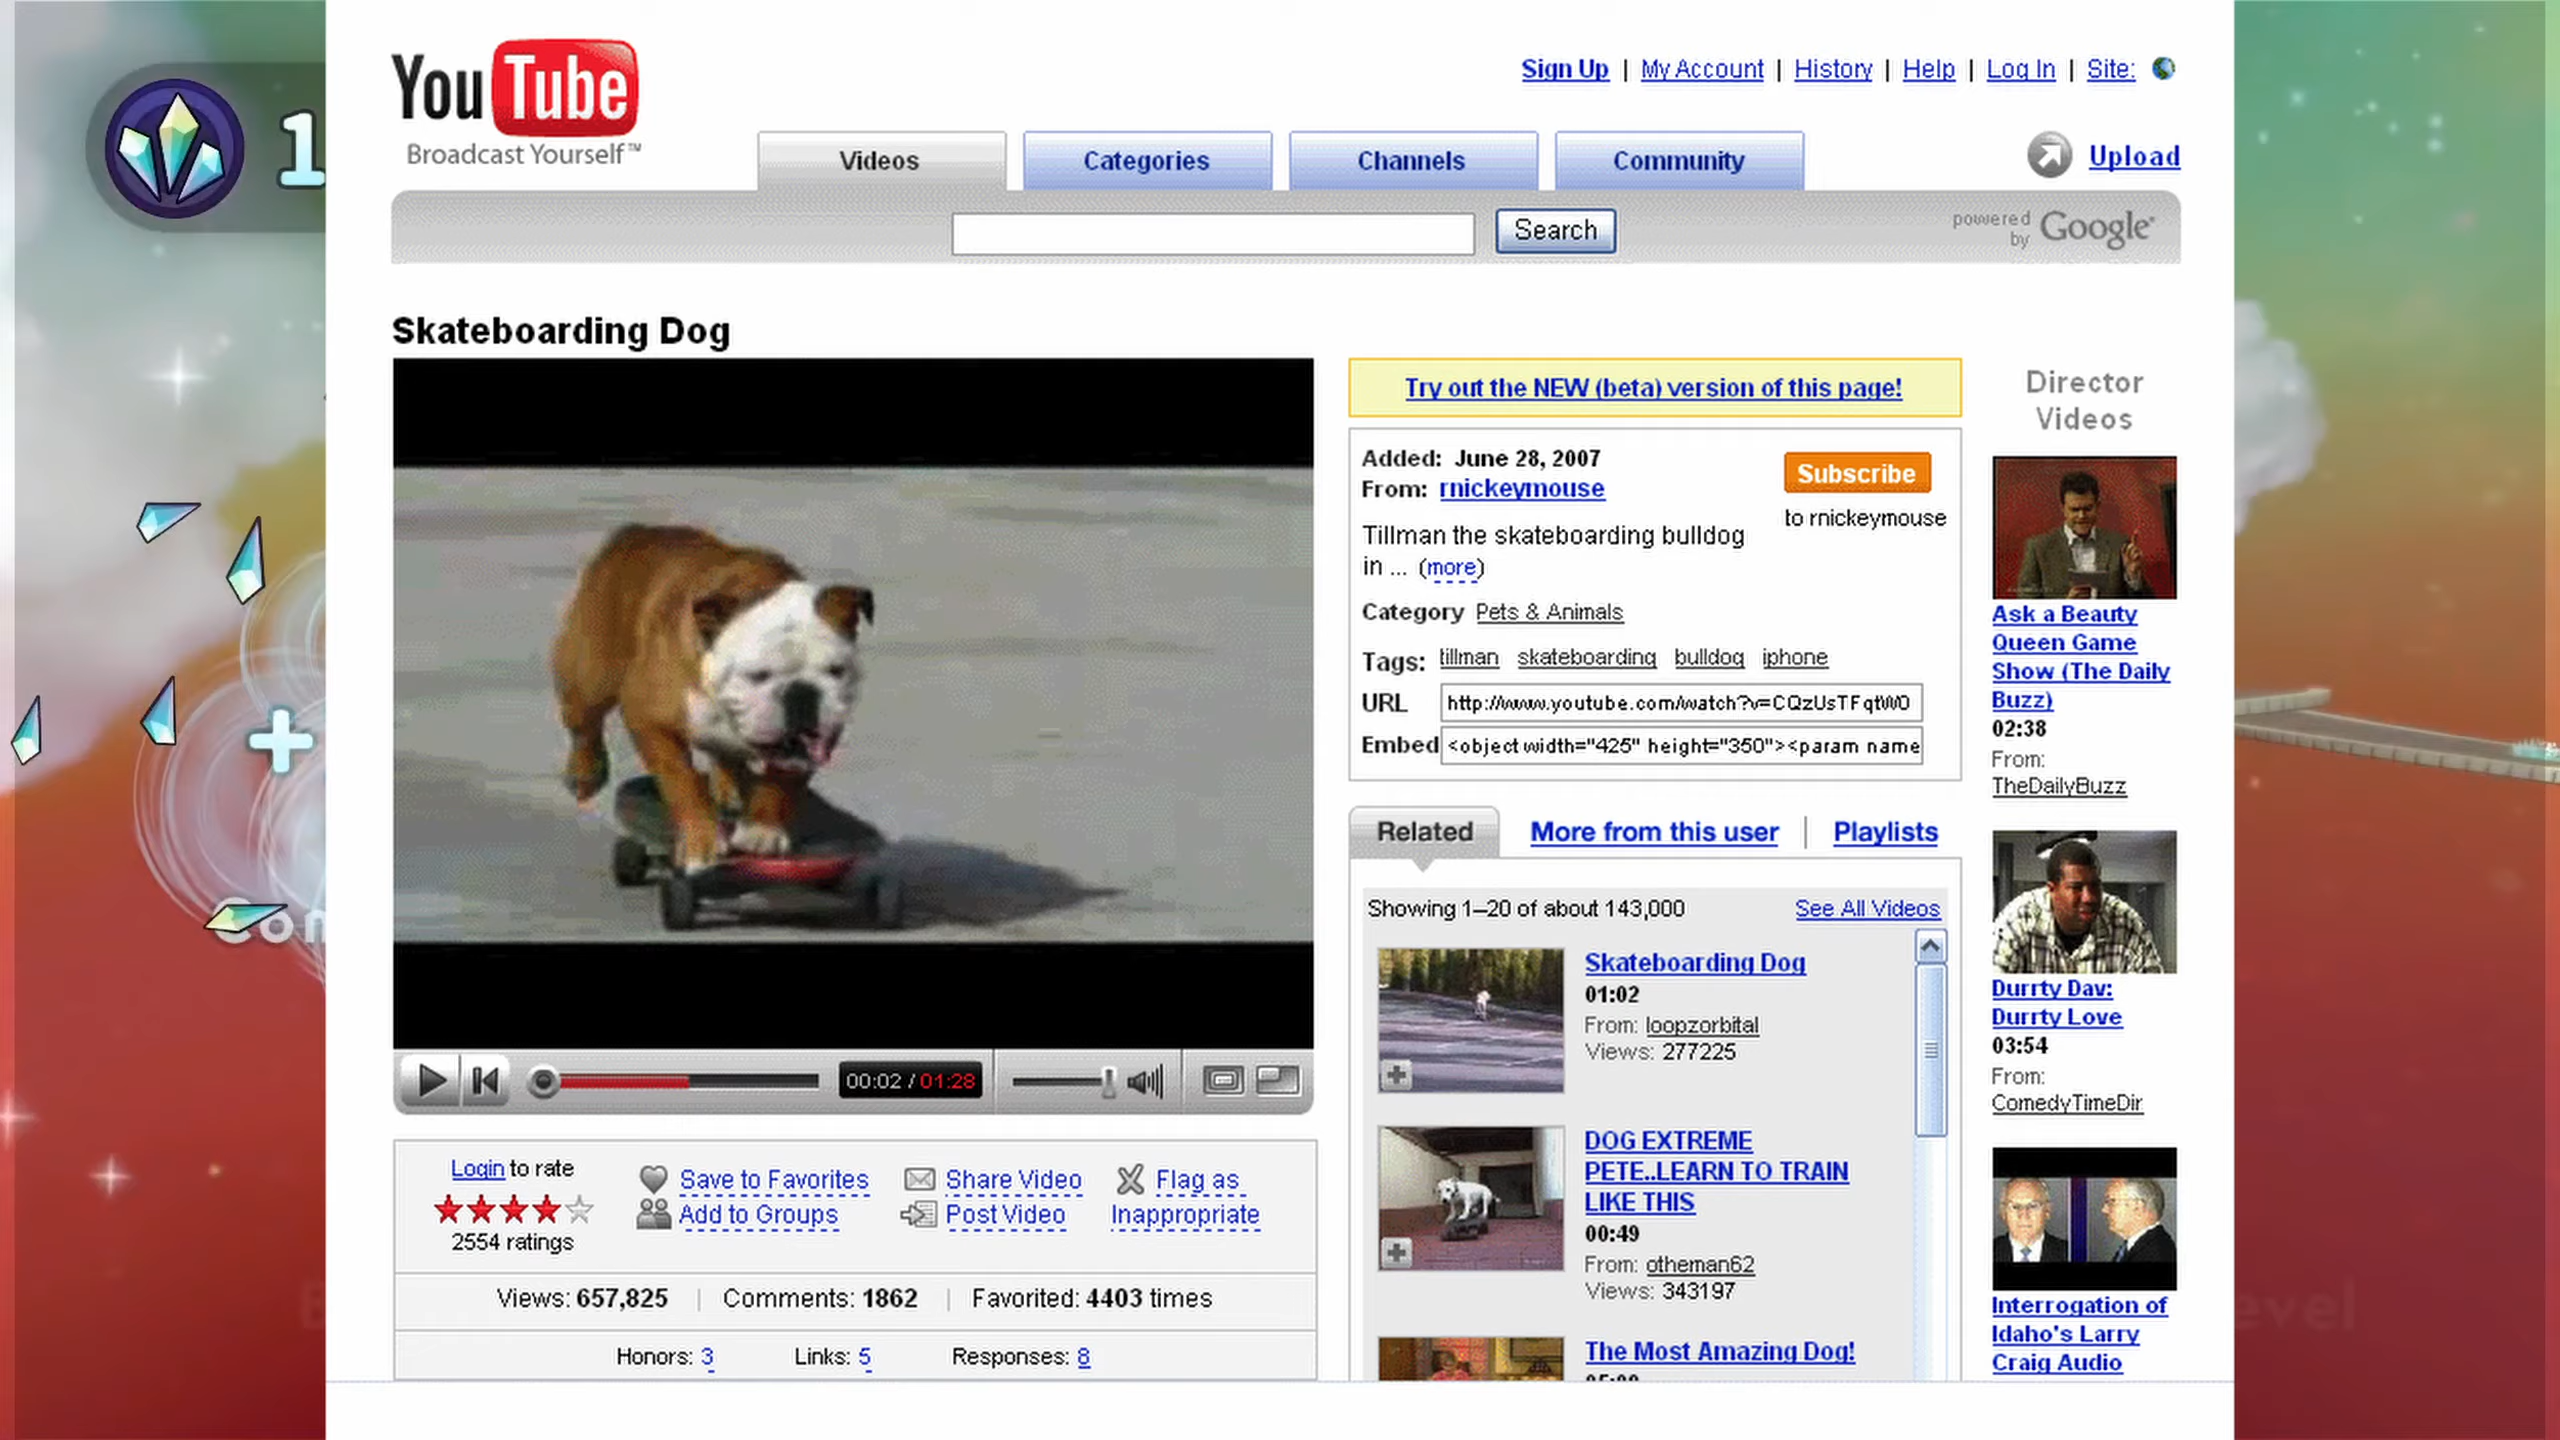 YouTube
Broadcast Yourself™
Sign Up | My Account | History | Help | Log In | Site:
Videos
Categories
Channels
Community
Upload
Search
powered by Google
1
Skateboarding Dog
Try out the NEW (beta) version of this page!
Added: June 28, 2007
From: rnickeymouse
Subscribe
to rnickeymouse
Tillman the skateboarding bulldog
in ... (more)
Category Pets & Animals
Tags: tillman skateboarding bulldog iphone
URL http://www.youtube.com/watch?v=CQzUsTFqtW0
Embed <object width="425" height="350"><param name
Related
More from this user | Playlists
Showing 1–20 of about 143,000
See All Videos
Skateboarding Dog
01:02
From: loopzorbital
Views: 277225
DOG EXTREME
PETE..LEARN TO TRAIN
LIKE THIS
00:49
From: otheman62
Views: 343197
The Most Amazing Dog!
Director
Videos
Ask a Beauty
Queen Game
Show (The Daily
Buzz)
02:38
From:
TheDailyBuzz
Durrty Dav:
Durrty Love
03:54
From:
ComedyTimeDir
Interrogation of
Idaho's Larry
Craig Audio
00:02 / 01:28
Login to rate
2554 ratings
Save to Favorites
Add to Groups
Share Video
Post Video
Flag as
Inappropriate
Views: 657,825 | Comments: 1862 | Favorited: 4403 times
Honors: 3
Links: 5
Responses: 8
+
Con
evel